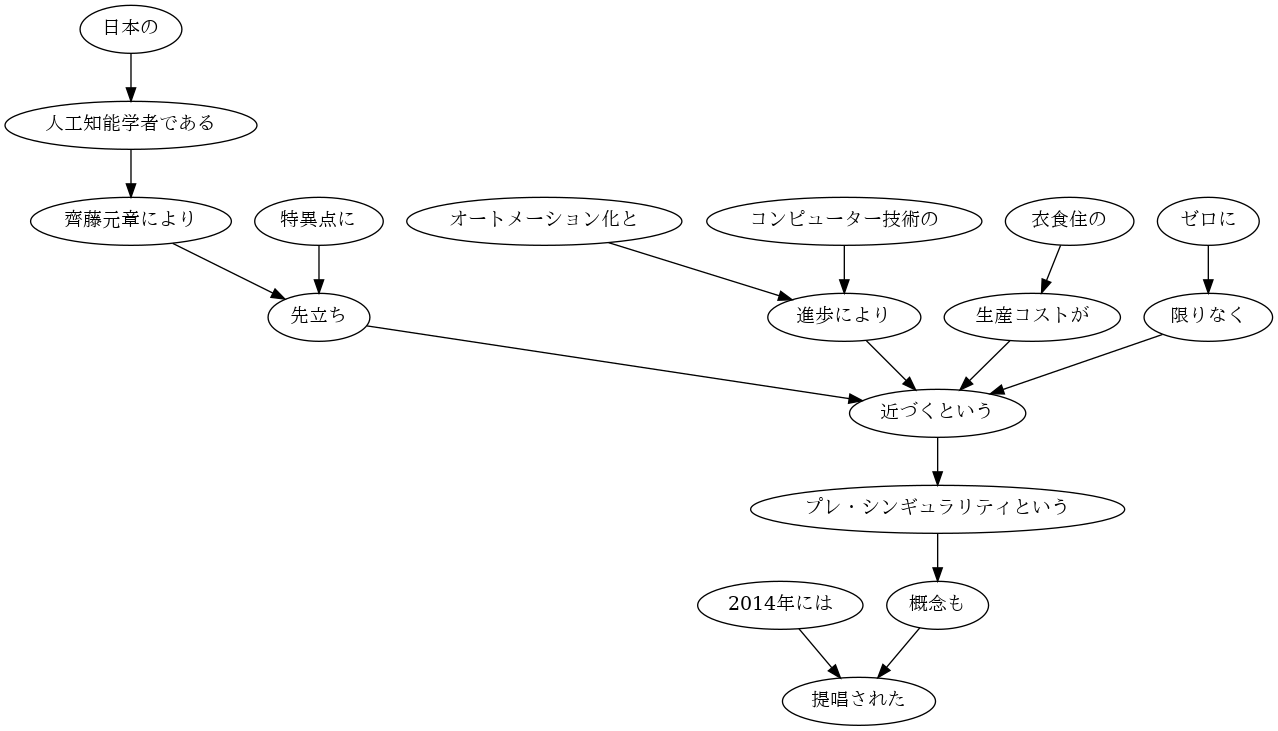 日本の
人工知能学者である
齊藤元章により
特異点に
オートメーション化と
コンピューター技術の
衣食住の
ゼロに
先立ち
進歩により
生産コストが
限りなく
近づくという
プレ・シンギュラリティという
2014年には
概念も
提唱された